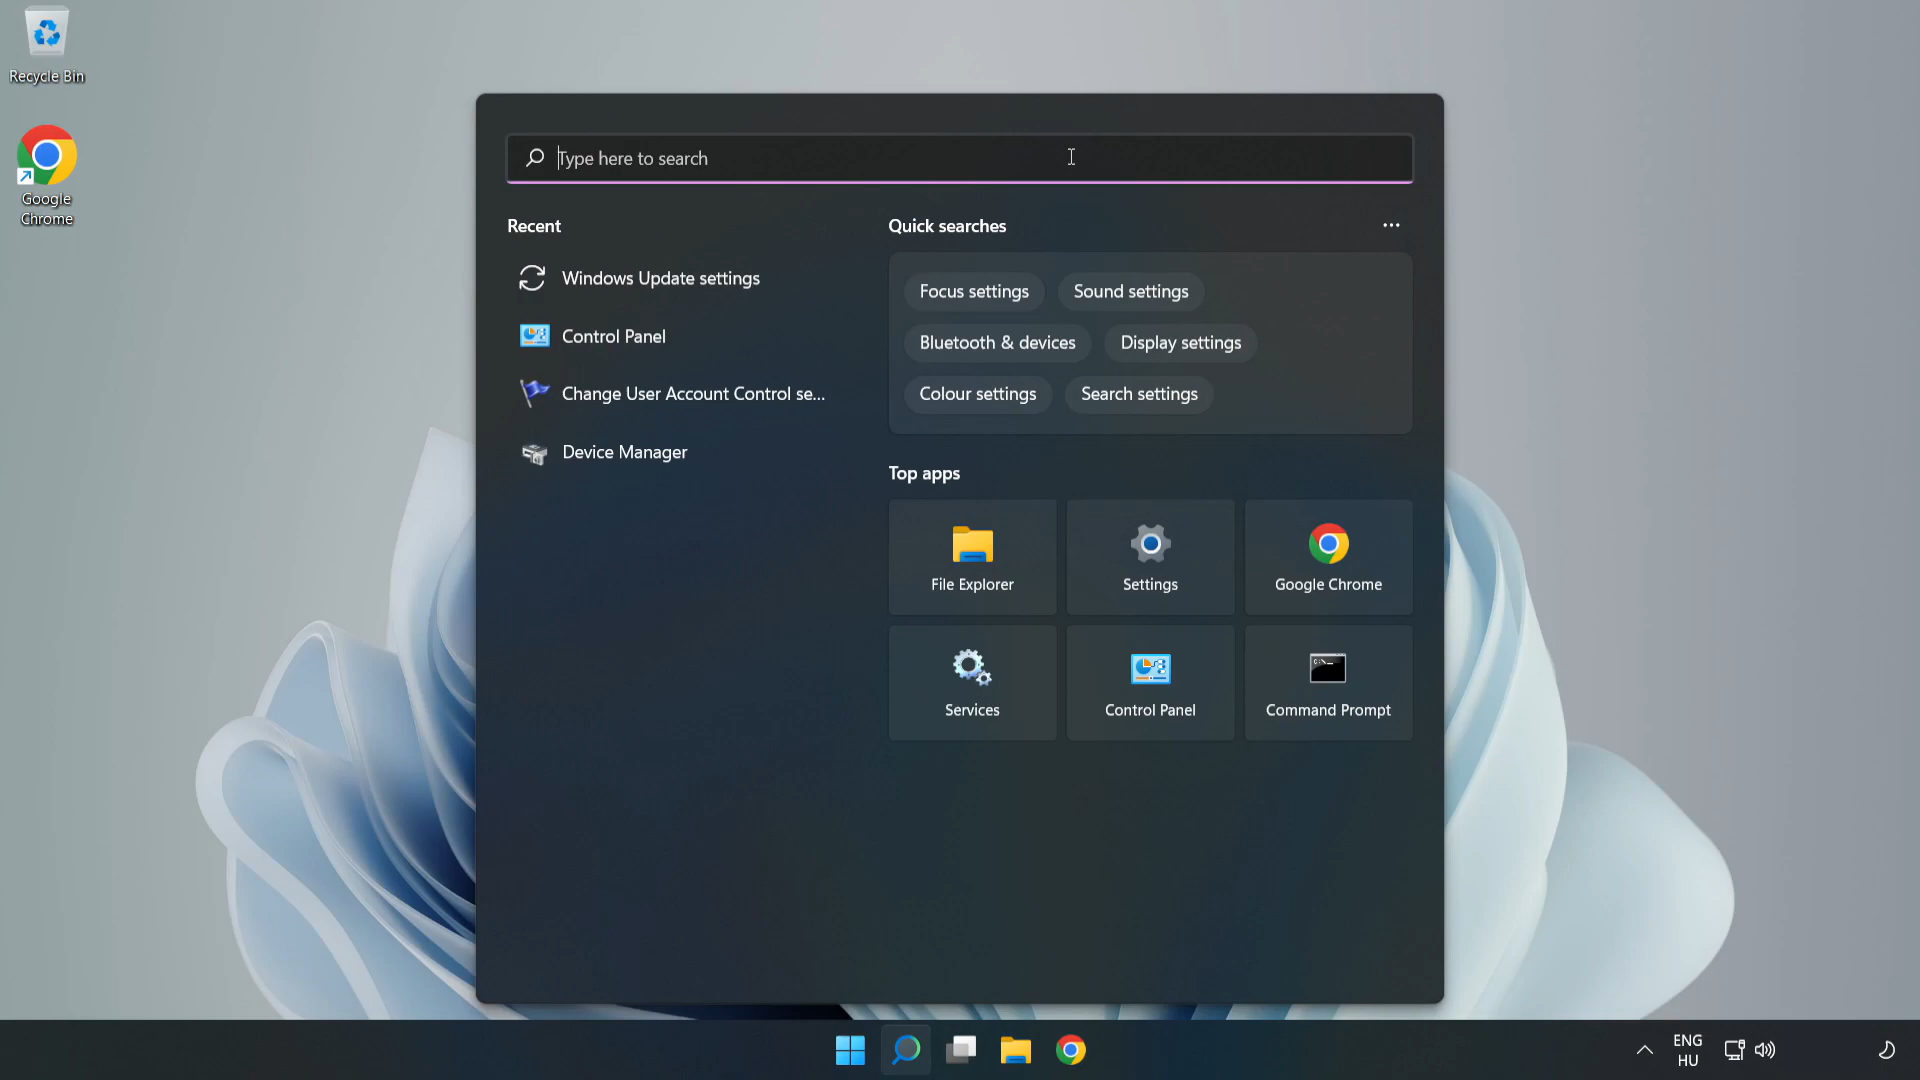 Recycle Bin
Google
Chrome
Type here to search
Recent
Windows Update settings
Control Panel
Change User Account Control se...
Device Manager
Quick searches
Focus settings
Sound settings
Bluetooth & devices
Display settings
Colour settings
Search settings
Top apps
File Explorer
Settings
Google Chrome
Services
Control Panel
Command Prompt
ENG
HU